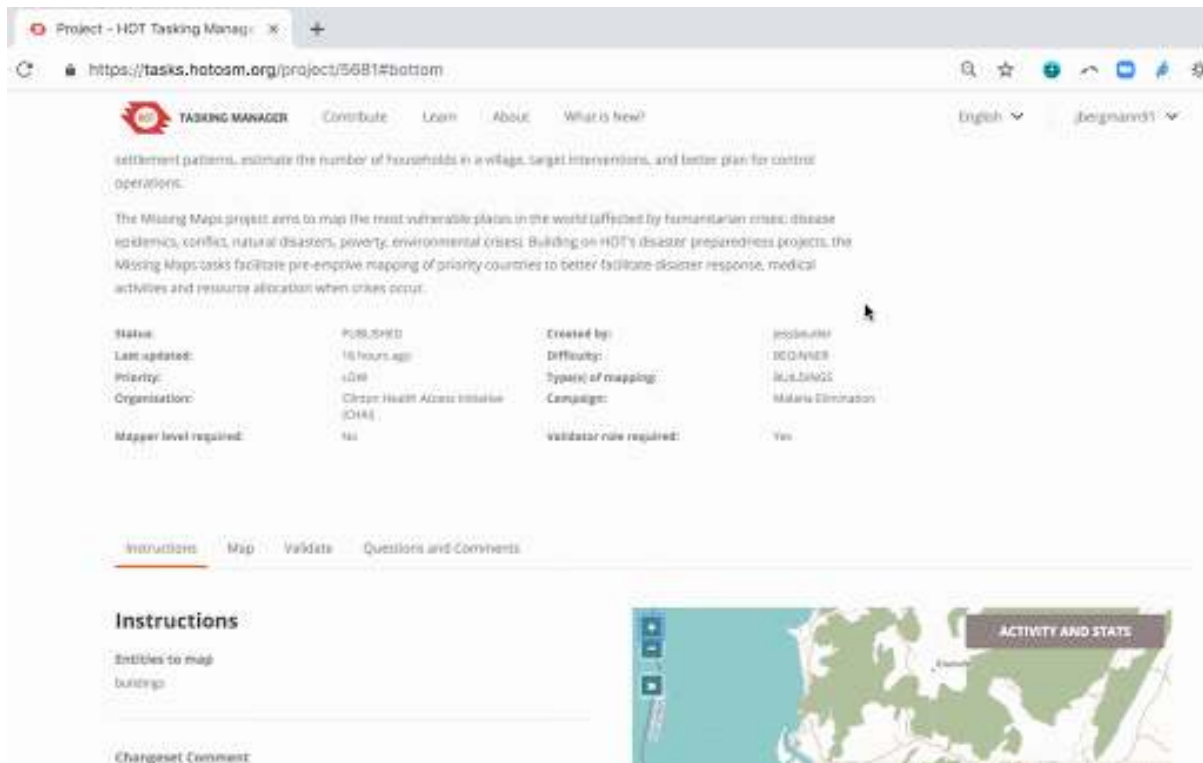 Project - HOT Tasking Manag
https://tasks.hotosm.org/project/5681#bottom
TASKING MANAGER Contribute Learn About What is New? English jbergmann91
settlement patterns, estimate the number of households in a village, target interventions, and better plan for control
operations.
The Missing Maps project aims to map the most vulnerable places in the world (affected by humanitarian crises: disease
epidemics, conflict, natural disasters, poverty, environmental crises). Building on HOT's disaster preparedness projects, the
Missing Maps tasks facilitate pre-emptive mapping of priority countries to better facilitate disaster response, medical
activities and resource allocation when crises occur.
Status: PUBLISHED Created by:
Last updated: 16 hours ago Difficulty: BEGINNER
Priority: LOW Type(s) of mapping: BUILDINGS
Organisation: Clinton Health Access Initiative Campaign: Malaria Elimination
(CHAI)
Mapper level required: No Validator role required: Yes
Instructions Map Validate Questions and Comments
Instructions
ACTIVITY AND STATS
Entities to map
buildings
Changeset Comment